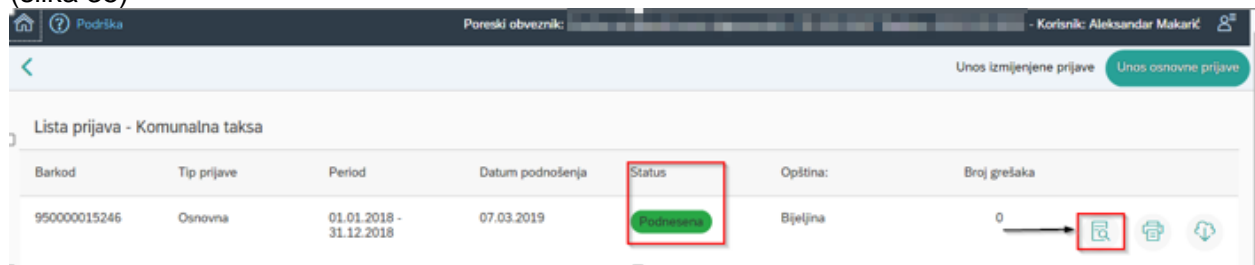 Podrška Poreski obveznik: - Korisnik: Aleksandar Makarić
Unos izmijenjene prijave Unos osnovne prijave
Lista prijava - Komunalna taksa
Barkod Tip prijave Period Datum podnošenja Status Opština: Broj grešaka
950000015246 Osnovna 01.01.2018 - 07.03.2019 Podnesena Bijeljina 0
31.12.2018